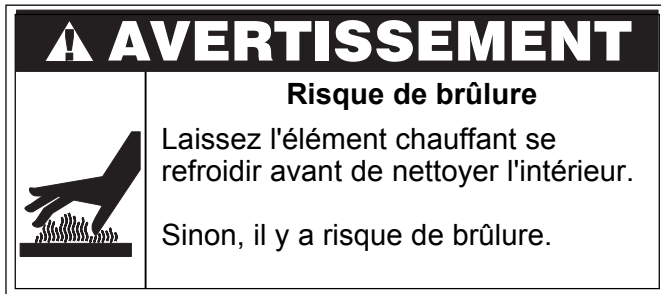 AVERTISSEMENT
Risque de brûlure
Laissez l'élément chauffant se
refroidir avant de nettoyer l'intérieur.
Sinon, il y a risque de brûlure.